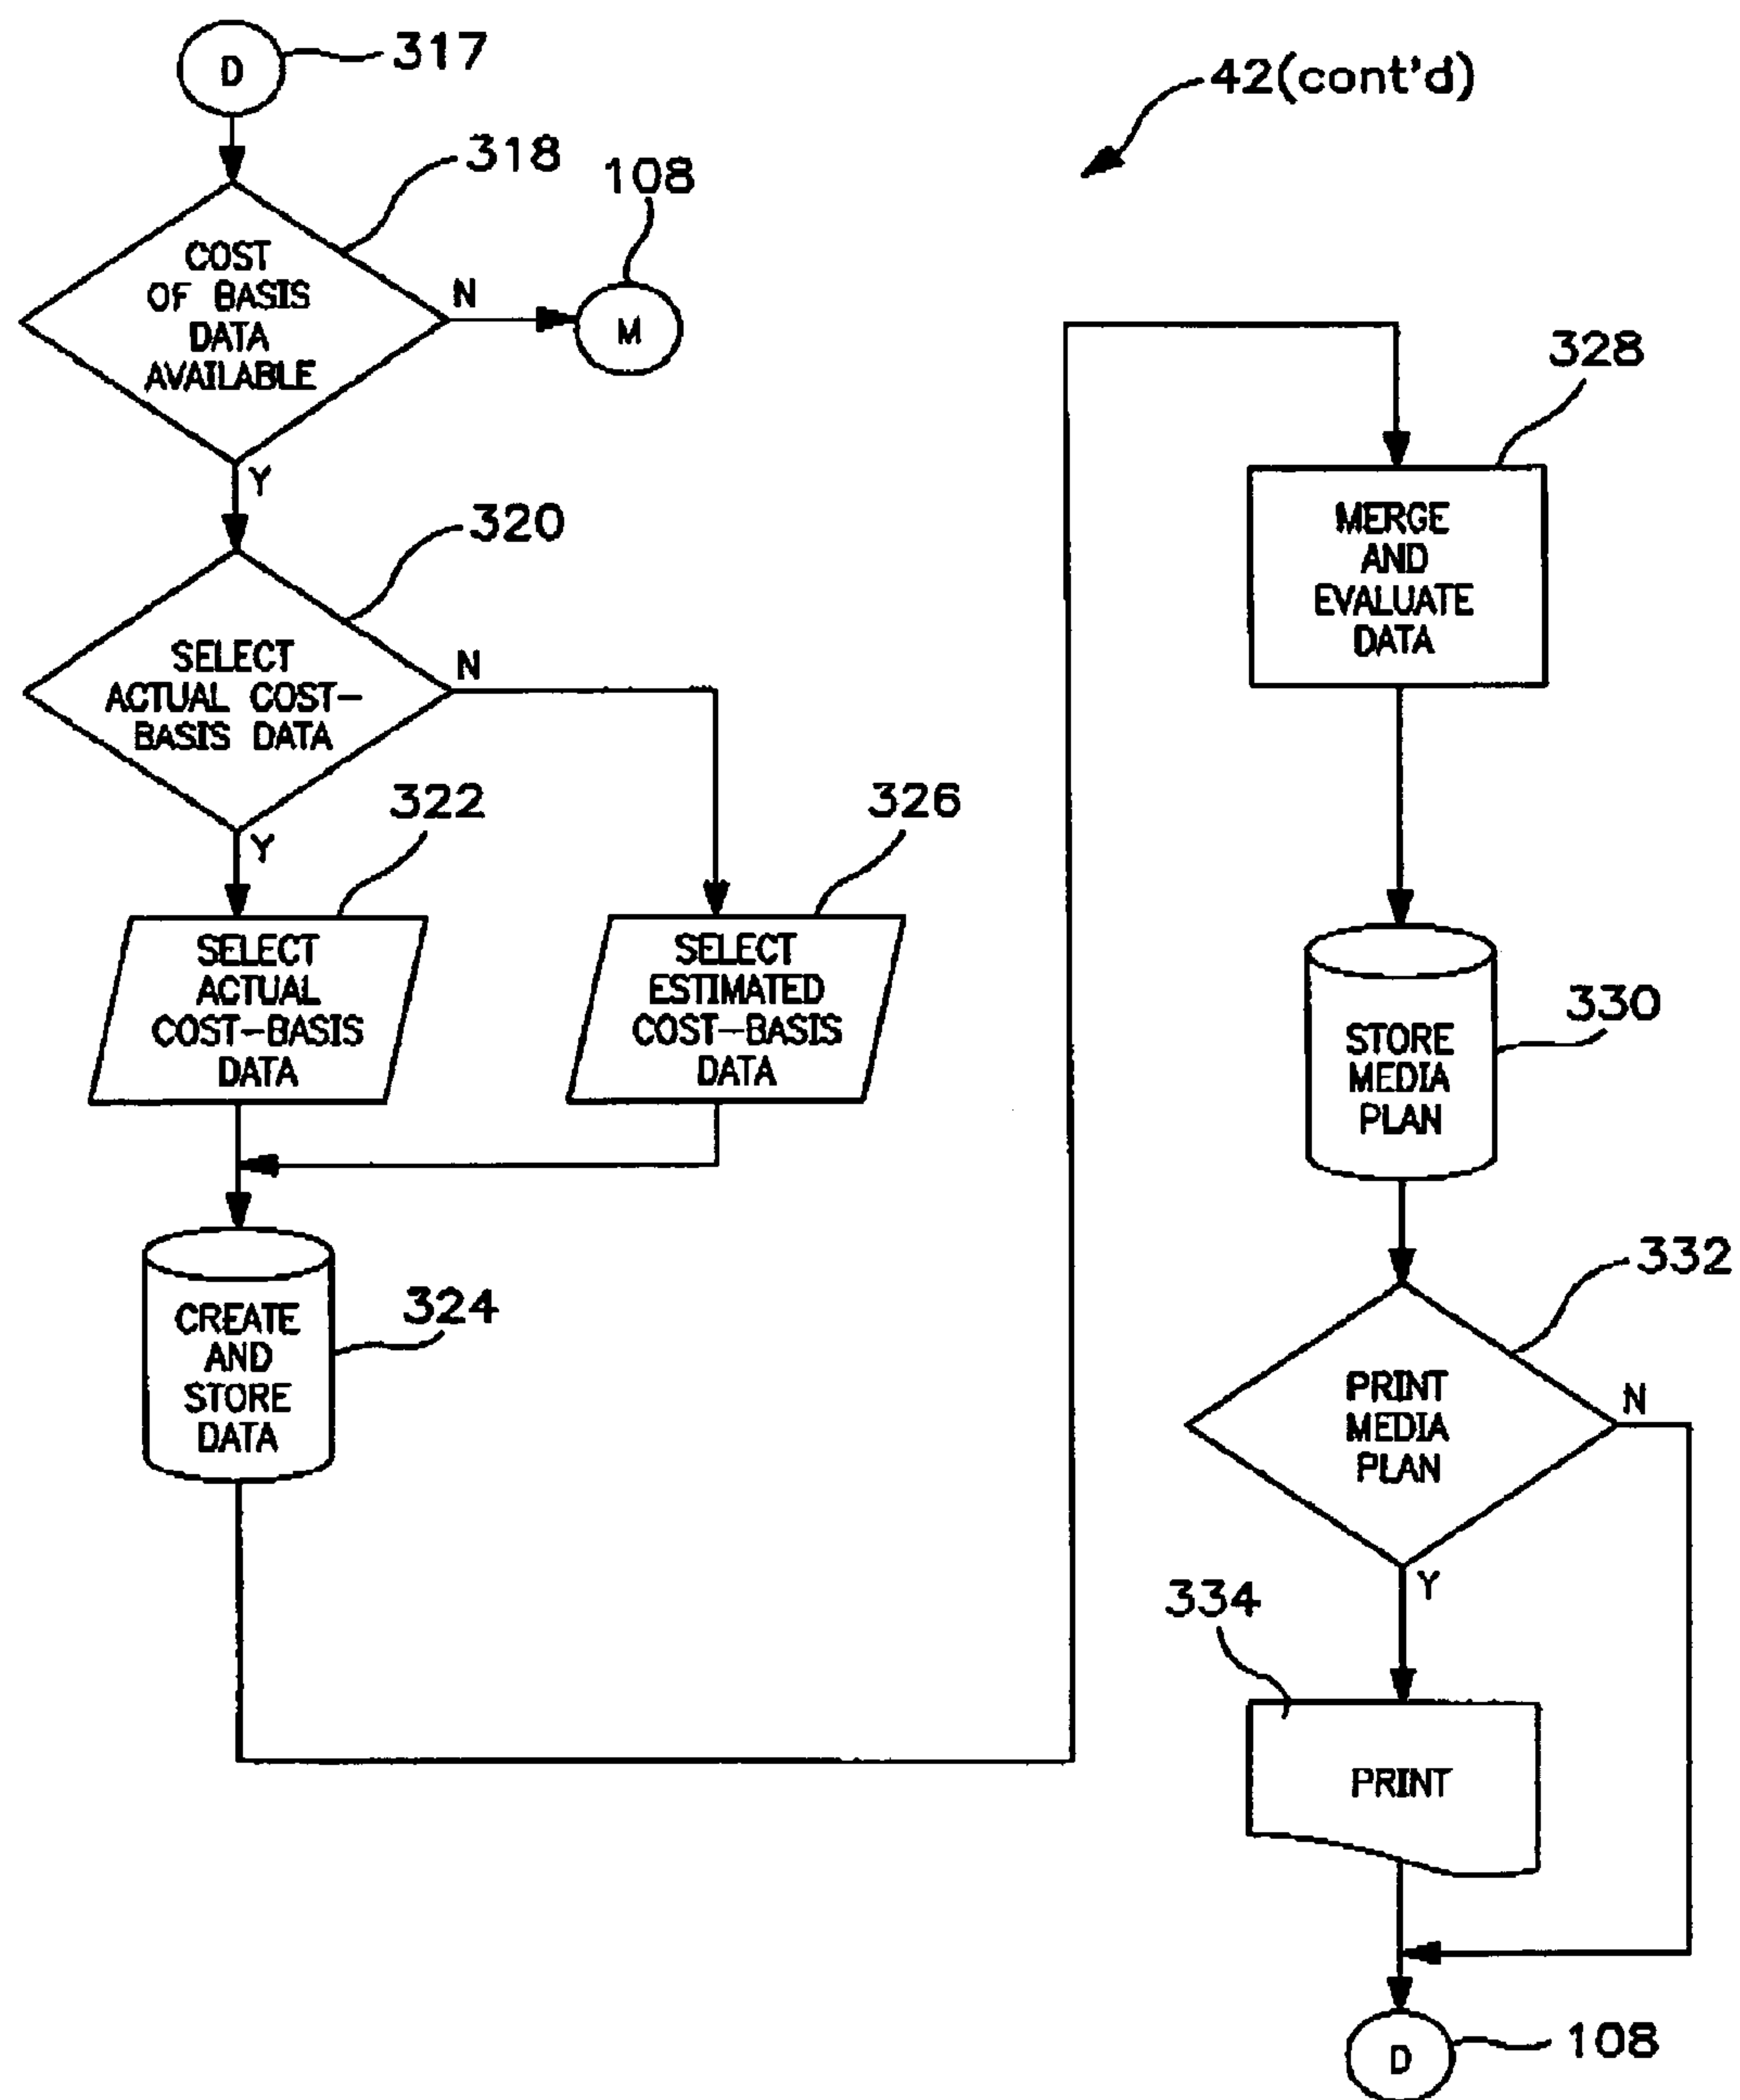 D
317
42(cont'd)
318
108
COST
OF BASIS
DATA
AVAILABLE
N
M
Y
320
SELECT
ACTUAL COST-
BASIS DATA
N
Y
322
326
SELECT
ACTUAL
COST-BASIS
DATA
SELECT
ESTIMATED
COST-BASIS
DATA
324
CREATE
AND
STORE
DATA
328
MERGE
AND
EVALUATE
DATA
330
STORE
MEDIA
PLAN
332
PRINT
MEDIA
PLAN
N
Y
334
PRINT
D
108